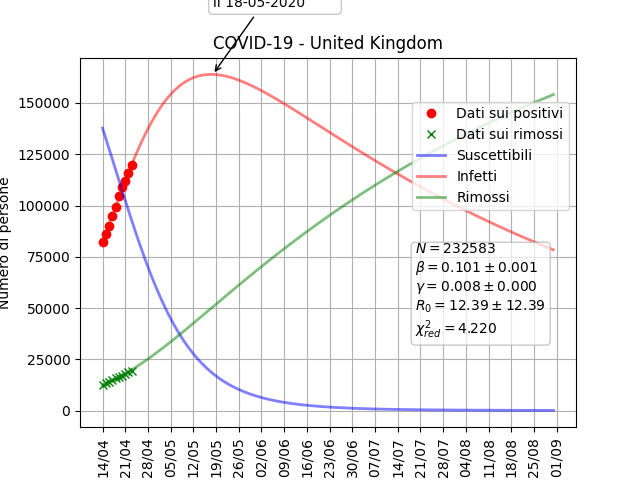 Il 18-05-2020
COVID-19 - United Kingdom
Numero di persone
150000
125000
100000
75000
50000
25000
0
Dati sui positivi
Dati sui rimossi
Suscettibili
Infetti
Rimossi
N = 232583
β = 0.101 ± 0.001
γ = 0.008 ± 0.000
R₀ = 12.39 ± 12.39
χ²red = 4.220
14/04 21/04 28/04 05/05 12/05 19/05 26/05 02/06 09/06 16/06 23/06 30/06 07/07 14/07 21/07 28/07 04/08 11/08 18/08 25/08 01/09